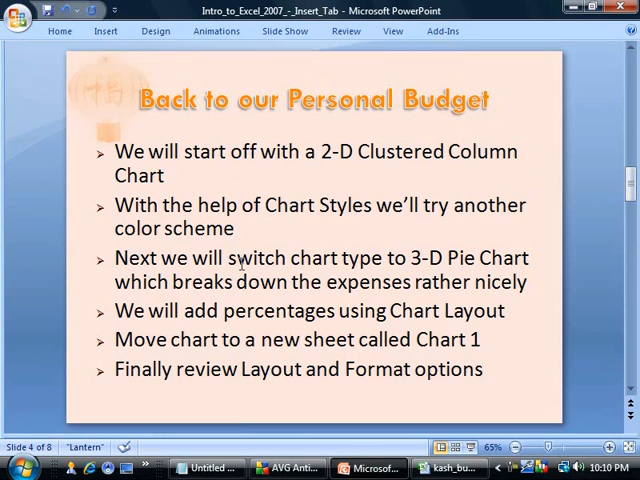 Intro_to_Excel_2007_-_Insert_Tab - Microsoft PowerPoint
Home Insert Design Animations Slide Show Review View Add-Ins
福
Back to our Personal Budget
We will start off with a 2-D Clustered Column
Chart
With the help of Chart Styles we'll try another
color scheme
Next we will switch chart type to 3-D Pie Chart
which breaks down the expenses rather nicely
We will add percentages using Chart Layout
Move chart to a new sheet called Chart 1
Finally review Layout and Format options
Slide 4 of 8 "Lantern" 65%
Untitled ... AVG Anti... Microsof... kash_bu... 10:10 PM